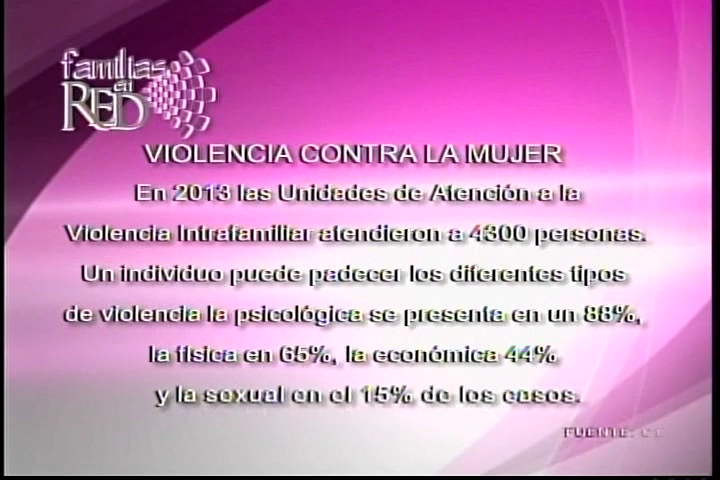 familias
en
RED
VIOLENCIA CONTRA LA MUJER
En 2013 las Unidades de Atención a la
Violencia Intrafamiliar atendieron a 4300 personas.
Un individuo puede padecer los diferentes tipos
de violencia la psicológica se presenta en un 88%,
la física en 65%, la económica 44%
y la sexual en el 15% de los casos.
FUENTE: